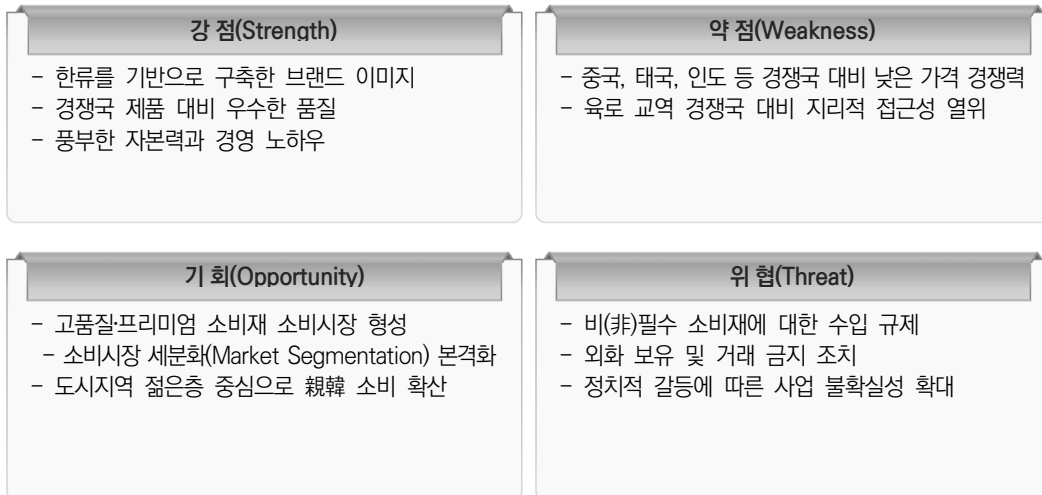 강 점(Strength)
- 한류를 기반으로 구축한 브랜드 이미지
- 경쟁국 제품 대비 우수한 품질
- 풍부한 자본력과 경영 노하우
약 점(Weakness)
- 중국, 태국, 인도 등 경쟁국 대비 낮은 가격 경쟁력
- 육로 교역 경쟁국 대비 지리적 접근성 열위
기 회(Opportunity)
- 고품질·프리미엄 소비재 소비시장 형성
- 소비시장 세분화(Market Segmentation) 본격화
- 도시지역 젊은층 중심으로 親韓 소비 확산
위 협(Threat)
- 비(非)필수 소비재에 대한 수입 규제
- 외화 보유 및 거래 금지 조치
- 정치적 갈등에 따른 사업 불확실성 확대